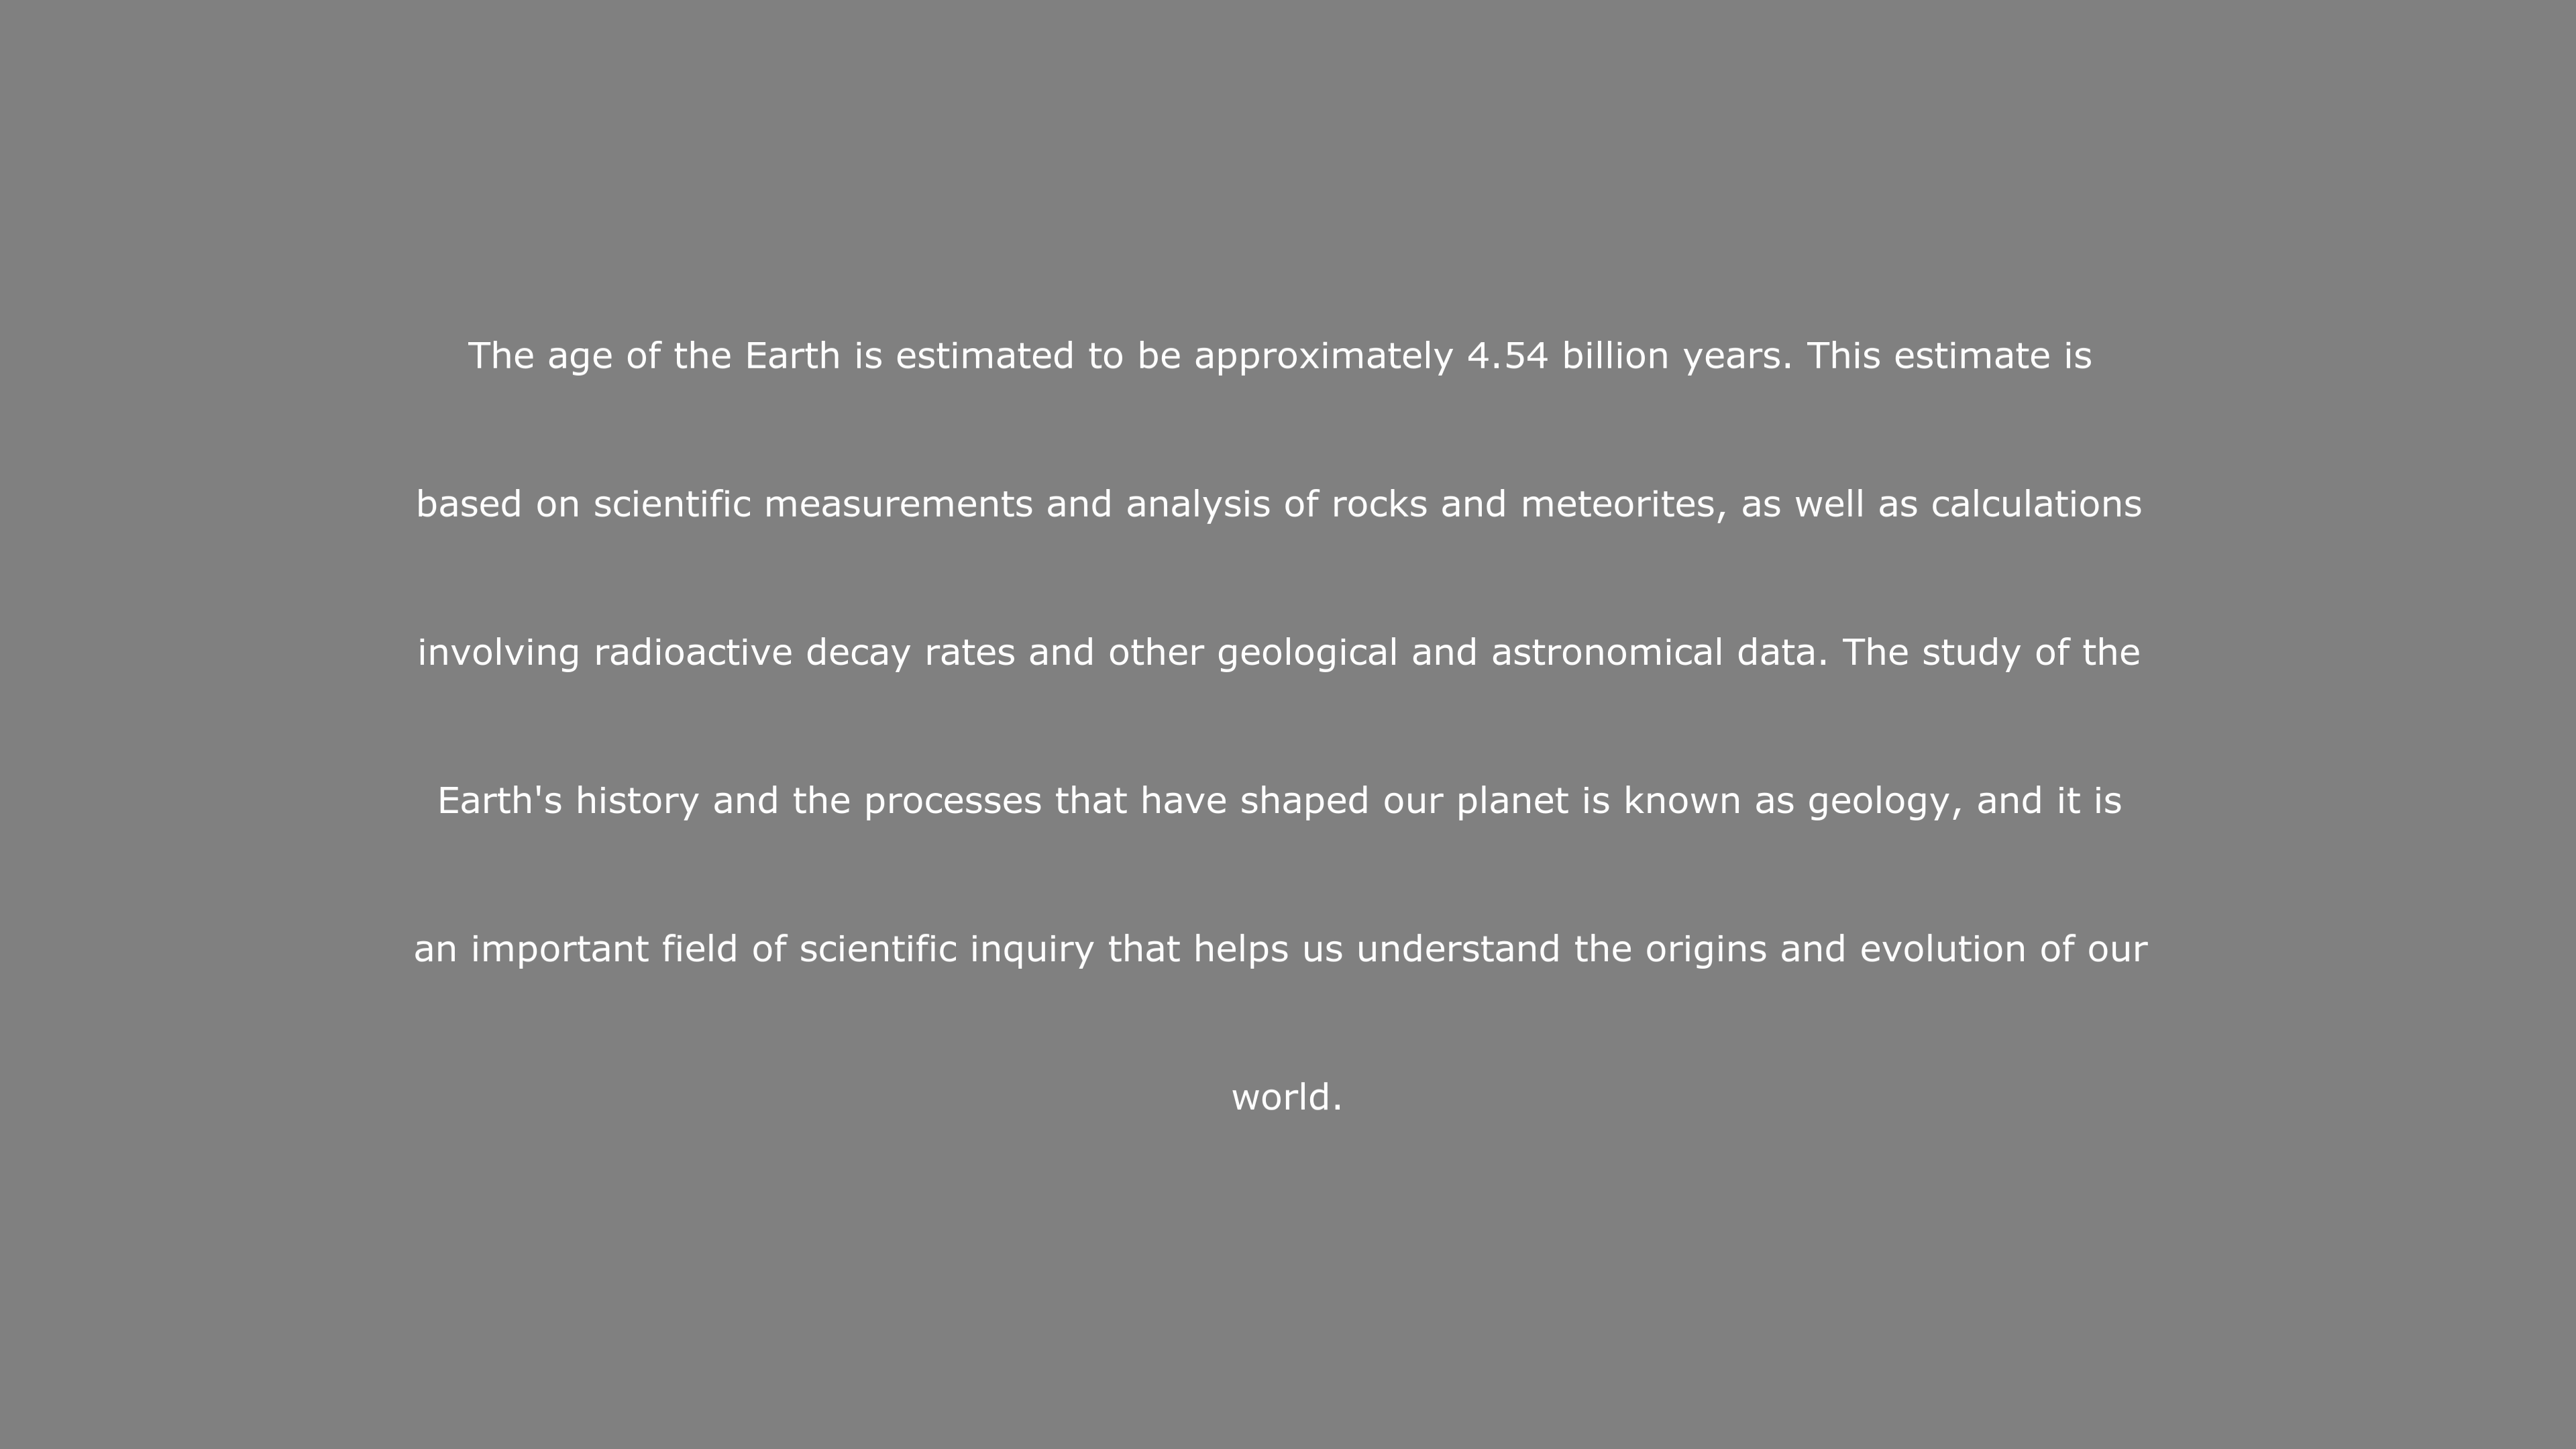 The age of the Earth is estimated to be approximately 4.54 billion years. This estimate is
based on scientific measurements and analysis of rocks and meteorites, as well as calculations
involving radioactive decay rates and other geological and astronomical data. The study of the
Earth's history and the processes that have shaped our planet is known as geology, and it is
an important field of scientific inquiry that helps us understand the origins and evolution of our
world.